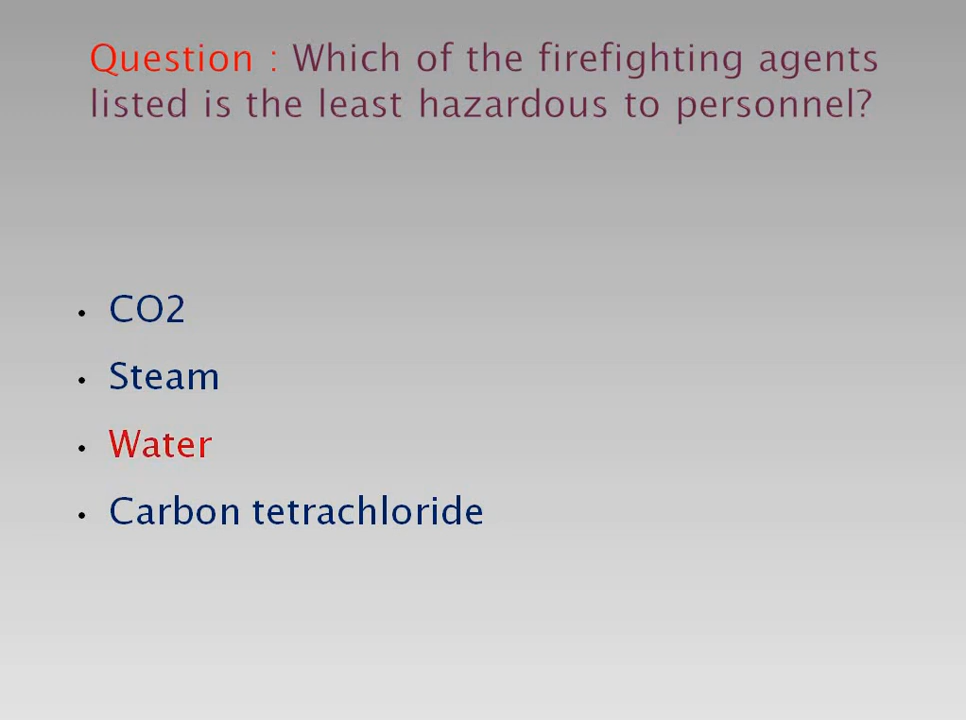 Question : Which of the firefighting agents
listed is the least hazardous to personnel?
• CO2
• Steam
• Water
• Carbon tetrachloride